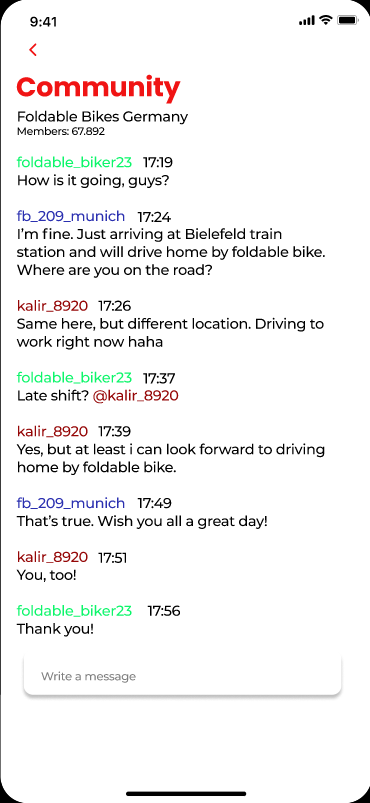 9:41
Community
Foldable Bikes Germany
Members: 67.892
foldable_biker23 17:19
How is it going, guys?
fb_209_munich 17:24
I'm fine. Just arriving at Bielefeld train
station and will drive home by foldable bike.
Where are you on the road?
kalir_8920 17:26
Same here, but different location. Driving to
work right now haha
foldable_biker23 17:37
Late shift? @kalir_8920
kalir_8920 17:39
Yes, but at least i can look forward to driving
home by foldable bike.
fb_209_munich 17:49
That's true. Wish you all a great day!
kalir_8920 17:51
You, too!
foldable_biker23 17:56
Thank you!
Write a message